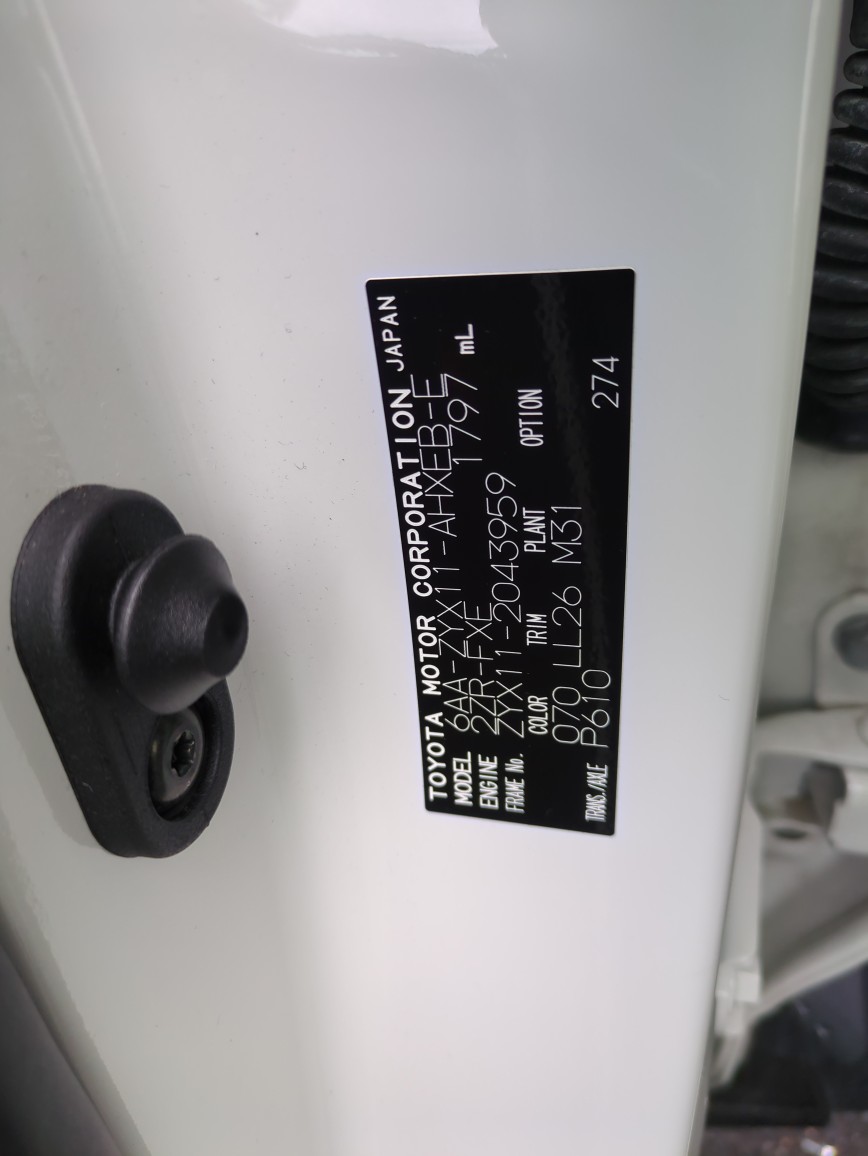 TOYOTA MOTOR CORPORATION JAPAN
MODEL 6AA-ZYX11-AHXEB-E
ENGINE 2ZR-FXE 1797 mL
FRAME No. ZYX11-2043959
COLOR TRIM PLANT OPTION
070 LL26 M31
TRANS./AXLE P610 274